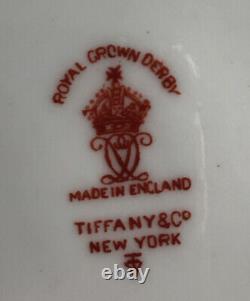 ROYAL CROWN DERBY
MADE IN ENGLAND
TIFFANY & Co
NEW YORK